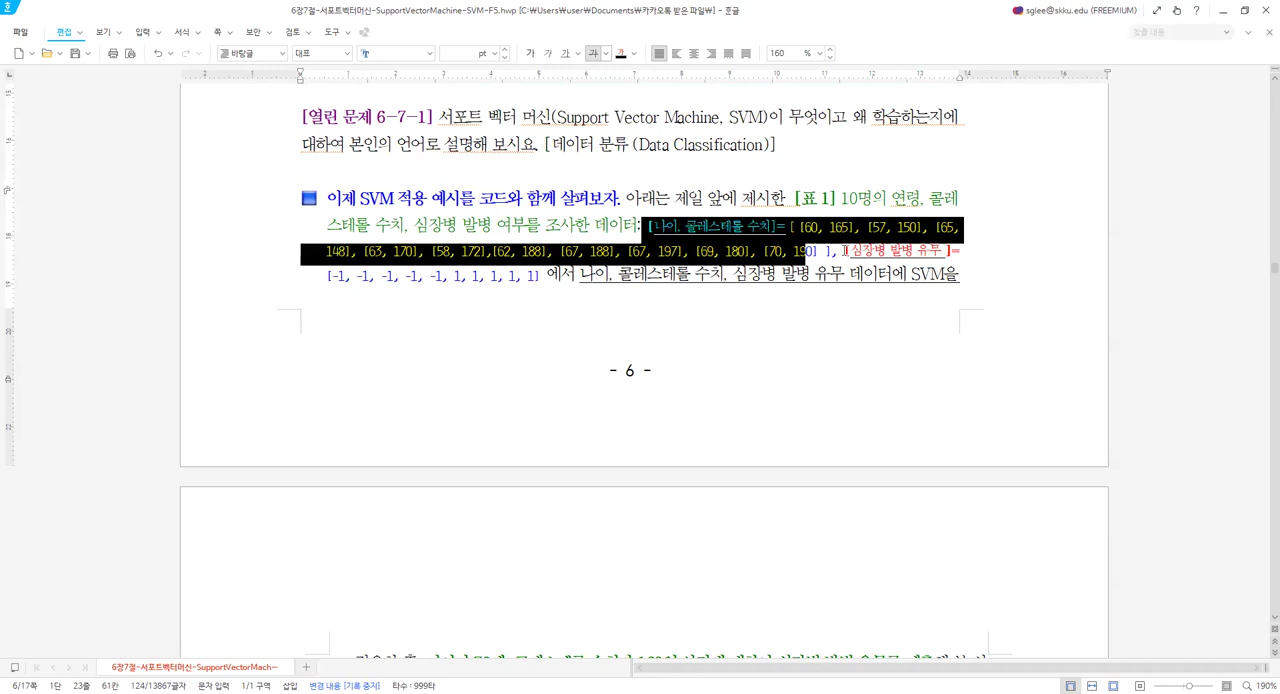 6장7절-서포트벡터머신-SupportVectorMachine-SVM-F5.hwp [C:₩Users₩user₩Documents₩카카오톡 받은 파일₩] - 훈글
sglee@skku.edu (FREEMIUM)
파일 편집 보기 입력 서식 쪽 보안 검토 도구
찾을 내용
바탕글 대표 pt 가 가 가 가 가 160 %
[열린 문제 6-7-1] 서포트 벡터 머신(Support Vector Machine, SVM)이 무엇이고 왜 학습하는지에
대하여 본인의 언어로 설명해 보시요. [데이터 분류 (Data Classification)]
이제 SVM 적용 예시를 코드와 함께 살펴보자. 아래는 제일 앞에 제시한 [표 1] 10명의 연령, 콜레
스테롤 수치, 심장병 발병 여부를 조사한 데이터: [나이, 콜레스테롤 수치]= [ [60, 165], [57, 150], [65,
148], [63, 170], [58, 172],[62, 188], [67, 188], [67, 197], [69, 180], [70, 190] ], [심장병 발병 유무 ]=
[-1, -1, -1, -1, -1, 1, 1, 1, 1, 1] 에서 나이, 콜레스테롤 수치, 심장병 발병 유무 데이터에 SVM을
- 6 -
6장7절-서포트벡터머신-SupportVectorMach···
6/17쪽 1단 23줄 61칸 124/13867글자 문자 입력 1/1 구역 삽입 변경 내용 [기록 중지] 타수 : 999타 190%